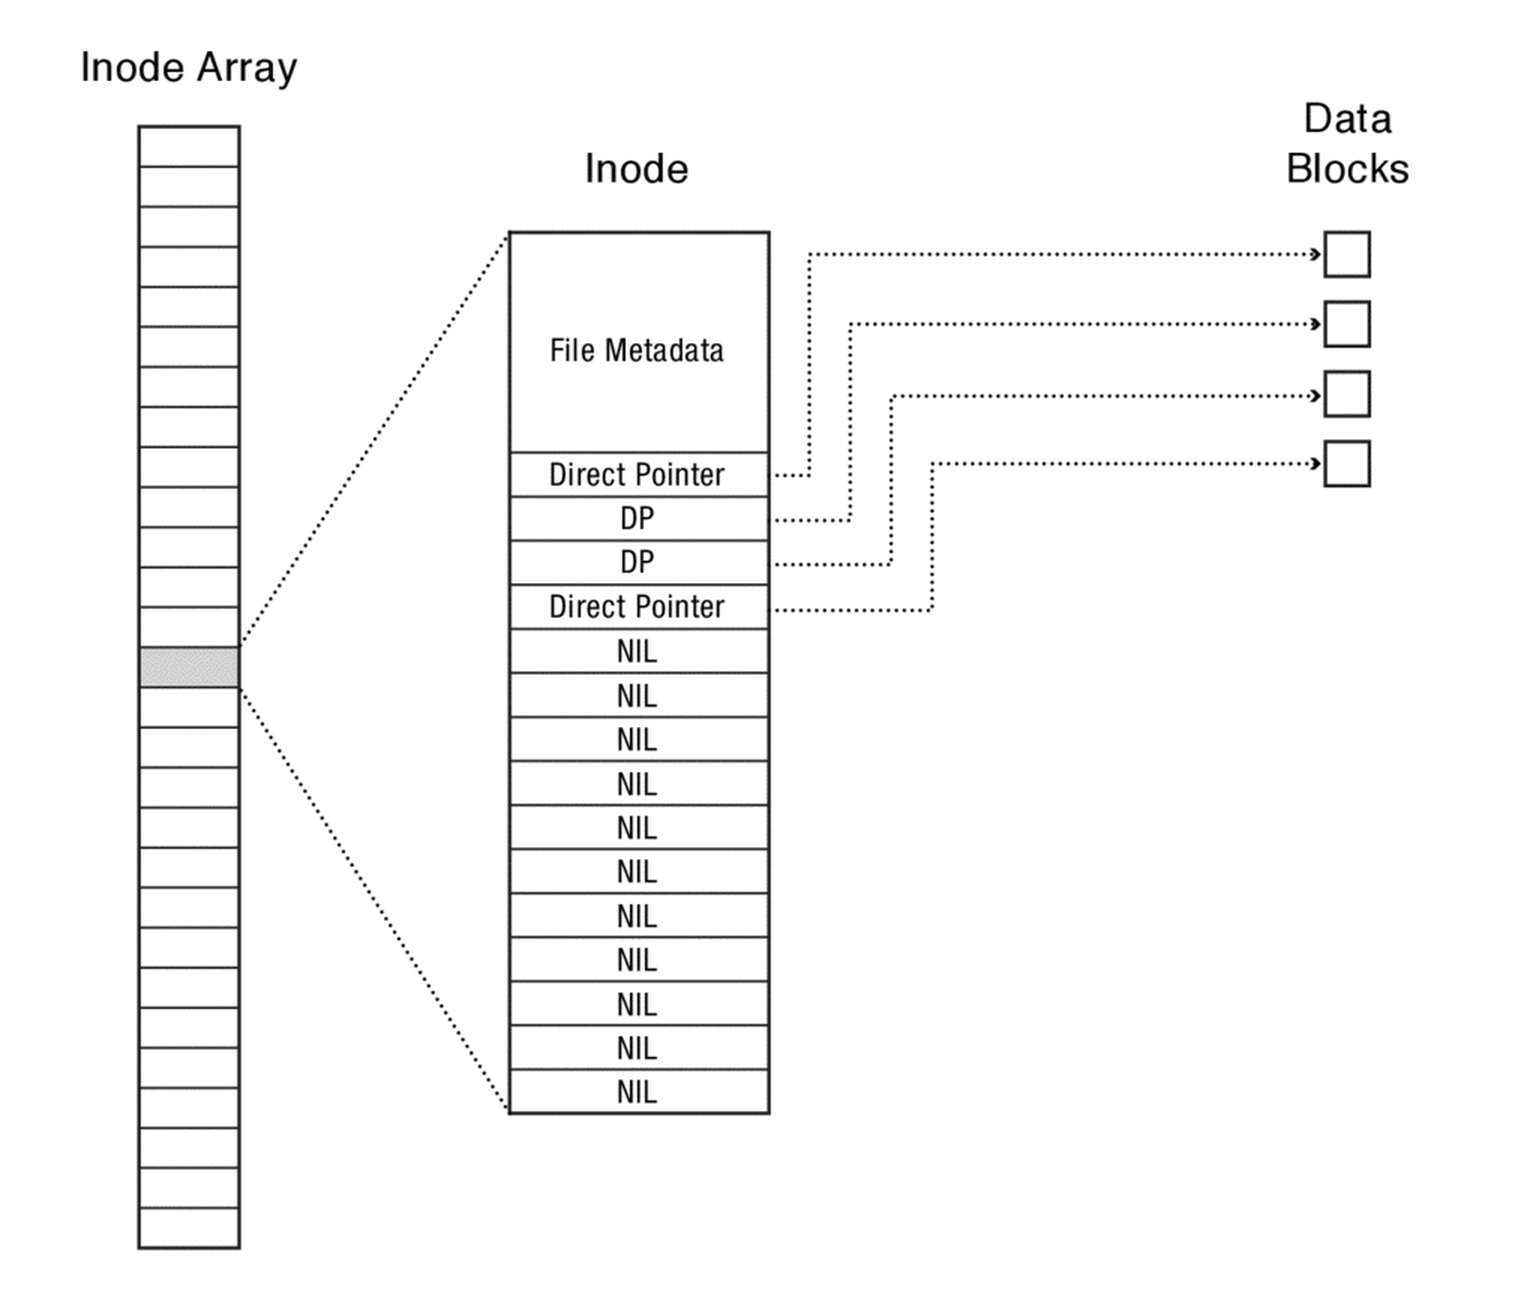 Inode Array
Inode
Data
Blocks
File Metadata
Direct Pointer
DP
DP
Direct Pointer
NIL
NIL
NIL
NIL
NIL
NIL
NIL
NIL
NIL
NIL
NIL